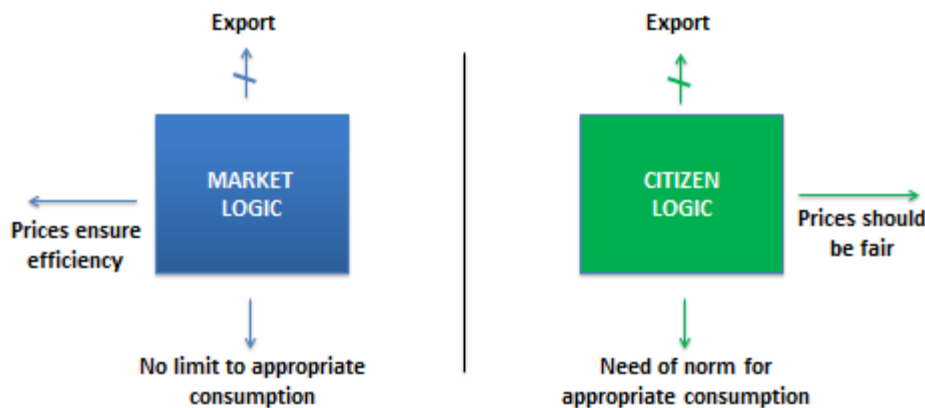 Export
MARKET
LOGIC
Prices ensure
efficiency
No limit to appropriate
consumption
Export
CITIZEN
LOGIC
Prices should
be fair
Need of norm for
appropriate consumption